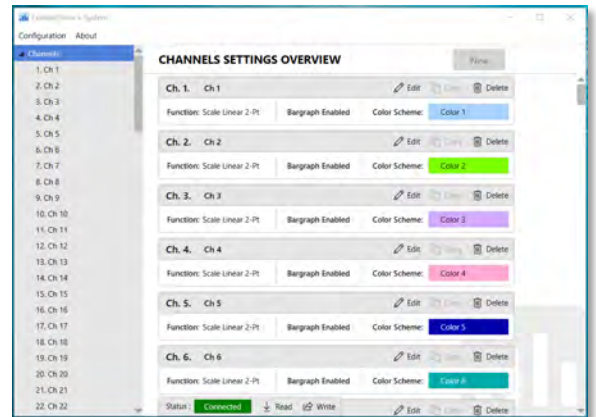 Configuration About
Channels
1. Ch 1
2. Ch 2
3. Ch 3
4. Ch 4
5. Ch 5
6. Ch 6
7. Ch 7
8. Ch 8
9. Ch 9
10. Ch 10
11. Ch 11
12. Ch 12
13. Ch 13
14. Ch 14
15. Ch 15
16. Ch 16
17. Ch 17
18. Ch 18
19. Ch 19
20. Ch 20
21. Ch 21
22. Ch 22
CHANNELS SETTINGS OVERVIEW New
Ch. 1. Ch 1 Edit Copy Delete
Function: Scale Linear 2-Pt Bargraph Enabled Color Scheme: Color 1
Ch. 2. Ch 2 Edit Copy Delete
Function: Scale Linear 2-Pt Bargraph Enabled Color Scheme: Color 2
Ch. 3. Ch 3 Edit Copy Delete
Function: Scale Linear 2-Pt Bargraph Enabled Color Scheme: Color 3
Ch. 4. Ch 4 Edit Copy Delete
Function: Scale Linear 2-Pt Bargraph Enabled Color Scheme: Color 4
Ch. 5. Ch 5 Edit Copy Delete
Function: Scale Linear 2-Pt Bargraph Enabled Color Scheme: Color 5
Ch. 6. Ch 6 Edit Copy Delete
Function: Scale Linear 2-Pt Bargraph Enabled Color Scheme: Color 6
Status: Connected Read Write Edit Copy Delete